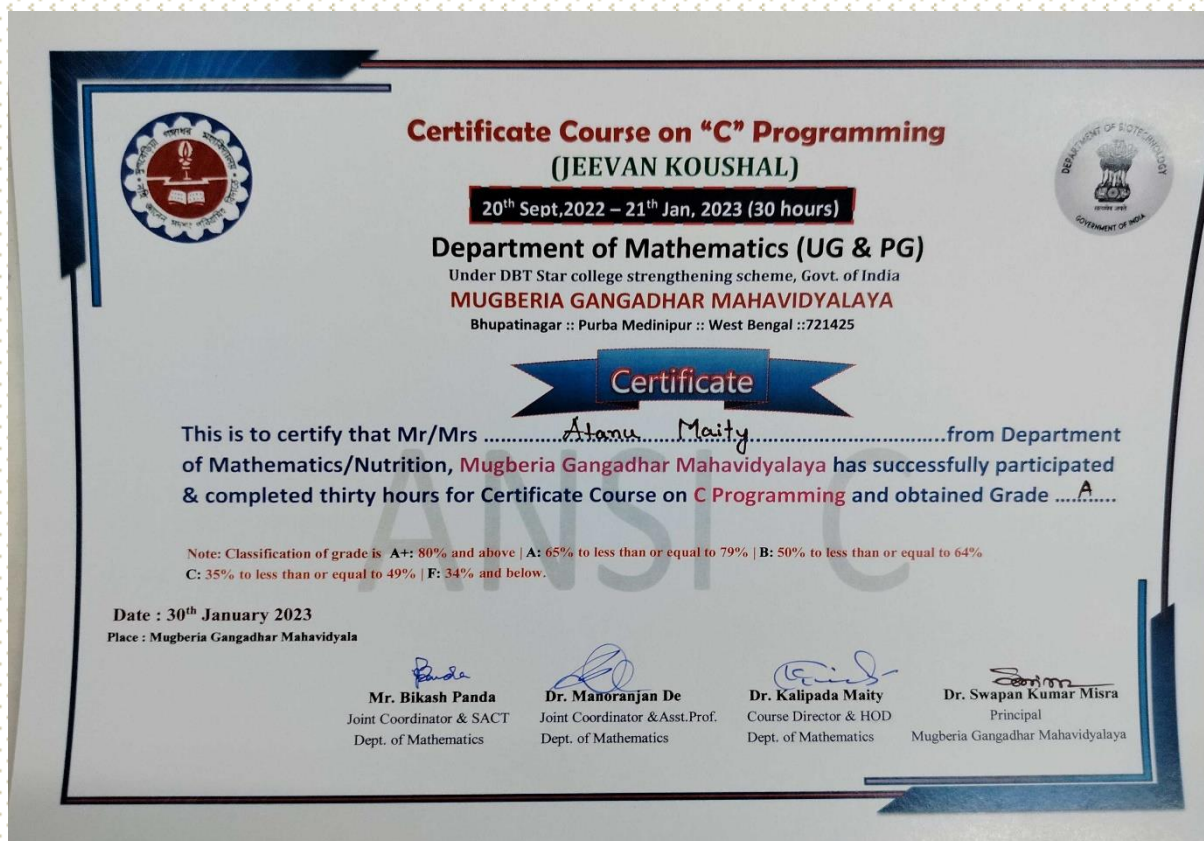 Certificate Course on “C” Programming
(JEEVAN KOUSHAL)
20th Sept,2022 – 21th Jan, 2023 (30 hours)
Department of Mathematics (UG & PG)
Under DBT Star college strengthening scheme, Govt. of India
MUGBERIA GANGADHAR MAHAVIDYALAYA
Bhupatinagar :: Purba Medinipur :: West Bengal ::721425
DEPARTMENT OF BIOTECHNOLOGY
GOVERNMENT OF INDIA
Certificate
This is to certify that Mr/Mrs ..............Atanu.....Maity...................................from Department
of Mathematics/Nutrition, Mugberia Gangadhar Mahavidyalaya has successfully participated
& completed thirty hours for Certificate Course on C Programming and obtained Grade ....A....
ANSI C
Note: Classification of grade is A+: 80% and above | A: 65% to less than or equal to 79% | B: 50% to less than or equal to 64%
C: 35% to less than or equal to 49% | F: 34% and below.
Date : 30th January 2023
Place : Mugberia Gangadhar Mahavidyala
Mr. Bikash Panda
Joint Coordinator & SACT
Dept. of Mathematics
Dr. Manoranjan De
Joint Coordinator &Asst.Prof.
Dept. of Mathematics
Dr. Kalipada Maity
Course Director & HOD
Dept. of Mathematics
Dr. Swapan Kumar Misra
Principal
Mugberia Gangadhar Mahavidyalaya